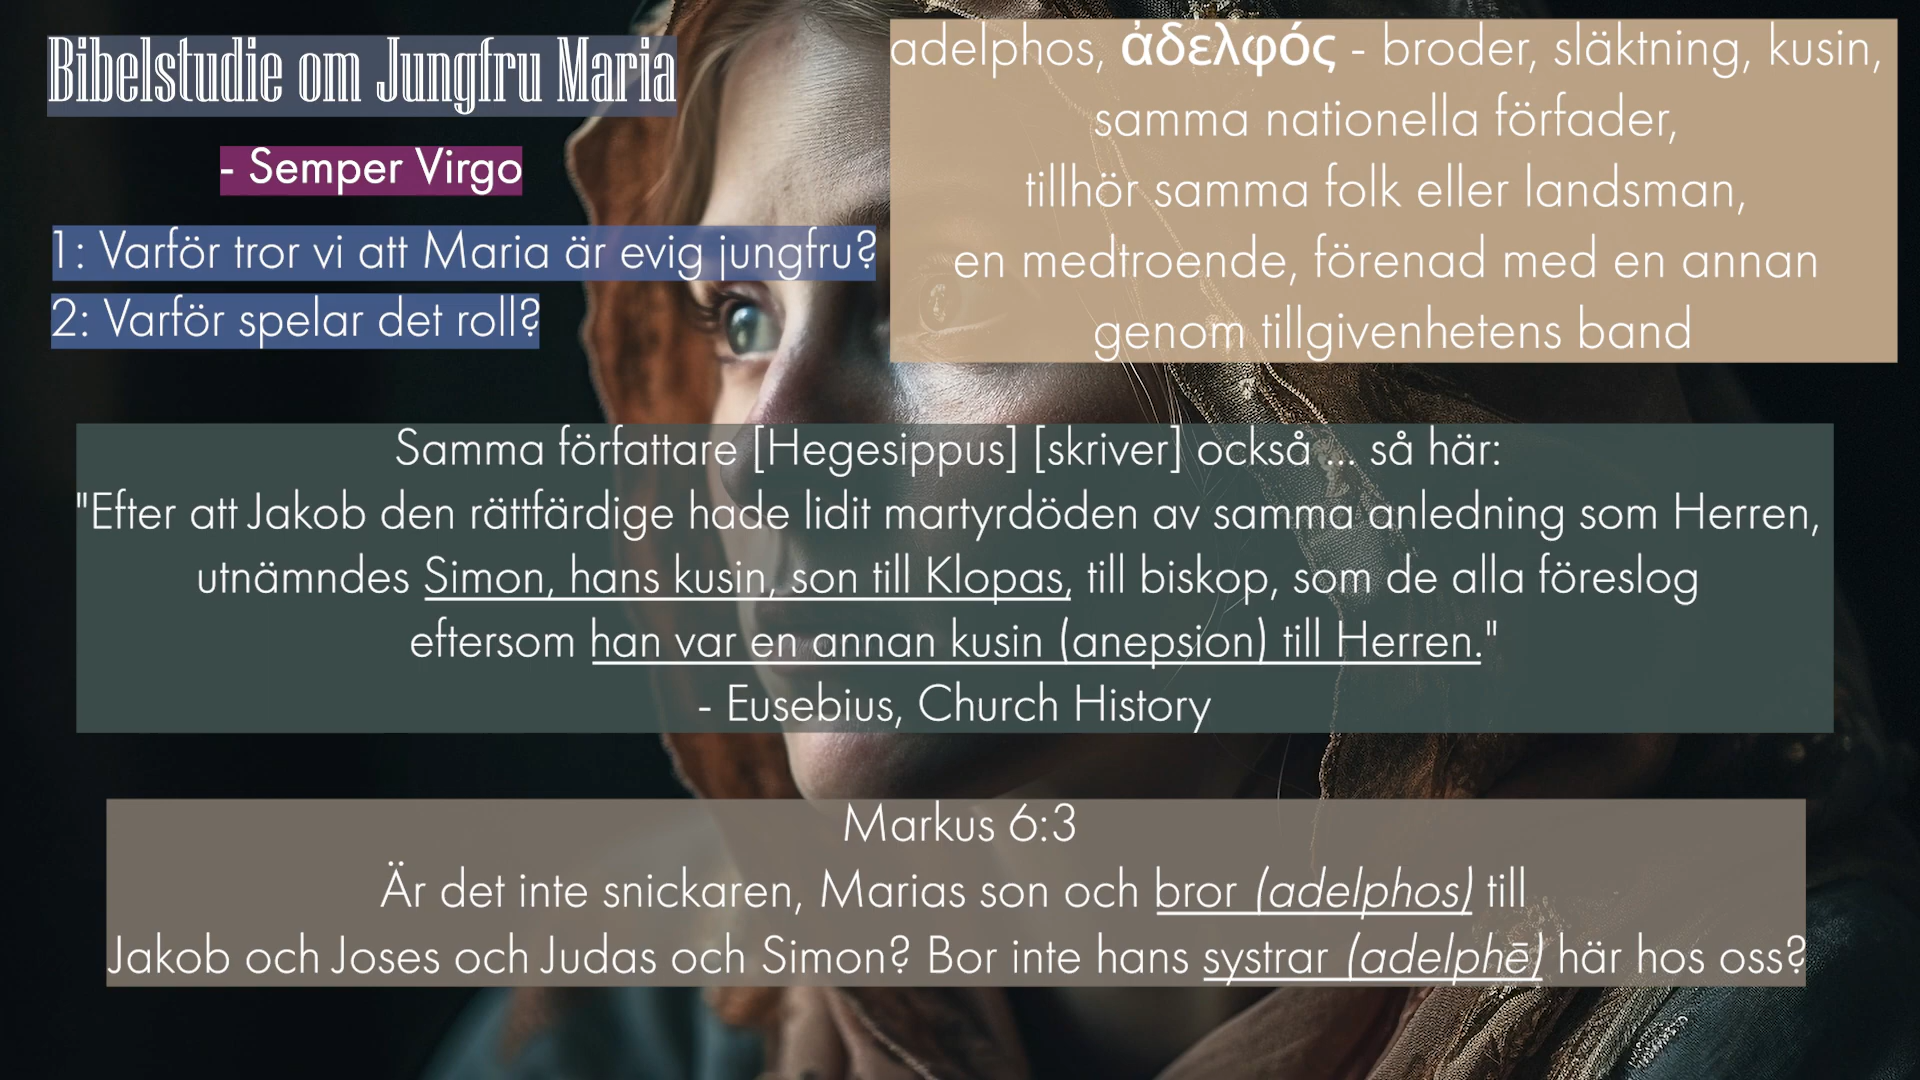 Bibelstudie om Jungfru Maria
- Semper Virgo
1: Varför tror vi att Maria är evig jungfru?
2: Varför spelar det roll?
adelphos, ἀδελφός - broder, släktning, kusin,
samma nationella förfader,
tillhör samma folk eller landsman,
en medtroende, förenad med en annan
genom tillgivenhetens band
Samma författare [Hegesippus] [skriver] också ... så här:
"Efter att Jakob den rättfärdige hade lidit martyrdöden av samma anledning som Herren,
utnämndes Simon, hans kusin, son till Klopas, till biskop, som de alla föreslog
eftersom han var en annan kusin (anepsion) till Herren."
- Eusebius, Church History
Markus 6:3
Är det inte snickaren, Marias son och bror (adelphos) till
Jakob och Joses och Judas och Simon? Bor inte hans systrar (adelphē) här hos oss?